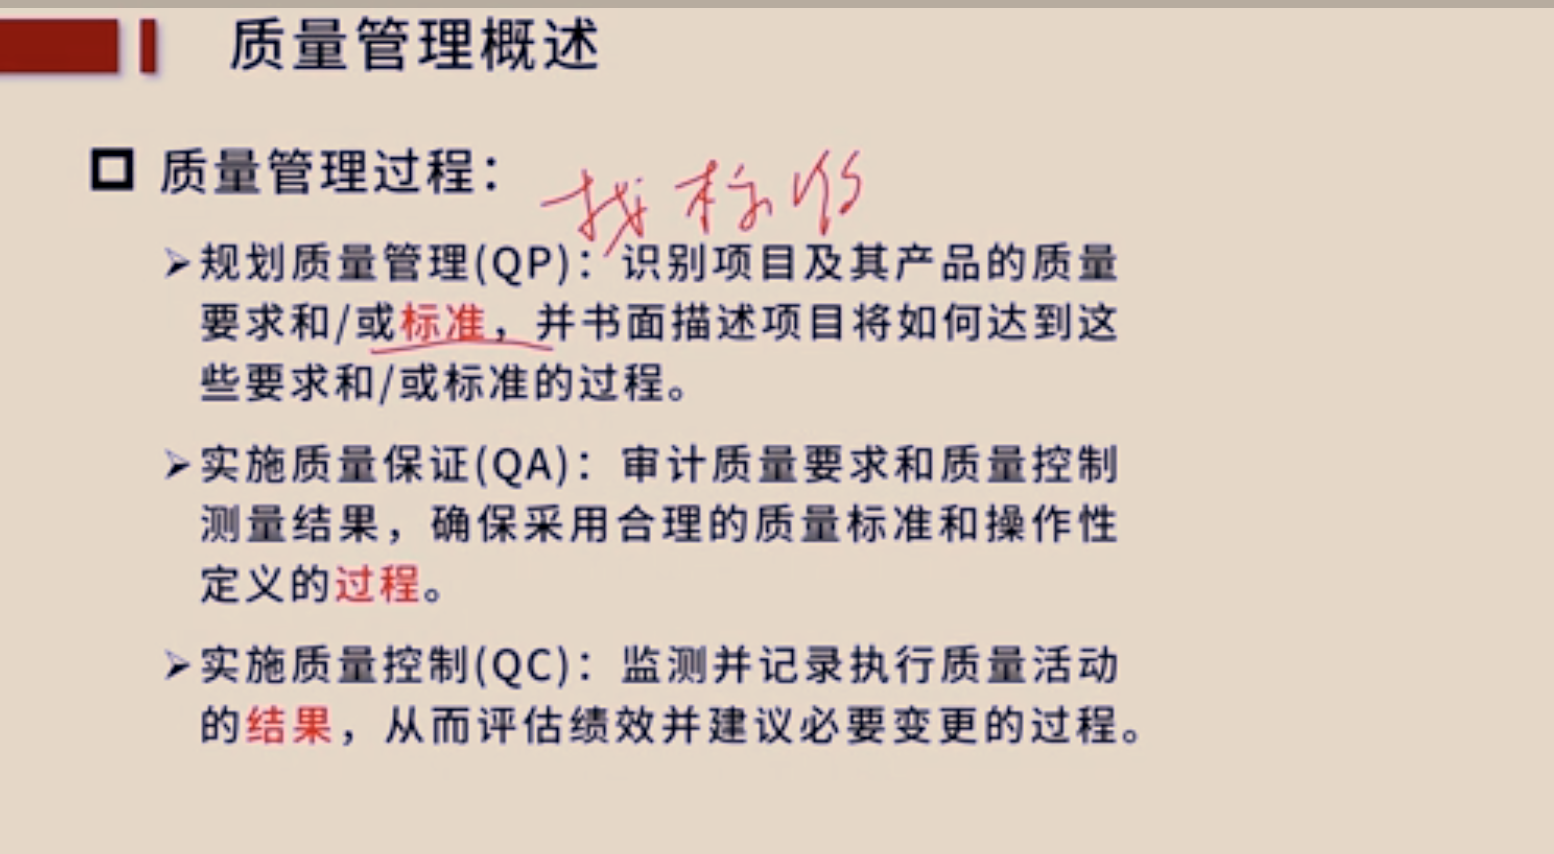 质量管理概述
质量管理过程：
找标准
规划质量管理(QP)：识别项目及其产品的质量
要求和/或标准，并书面描述项目将如何达到这
些要求和/或标准的过程。
实施质量保证(QA)：审计质量要求和质量控制
测量结果，确保采用合理的质量标准和操作性
定义的过程。
实施质量控制(QC)：监测并记录执行质量活动
的结果，从而评估绩效并建议必要变更的过程。